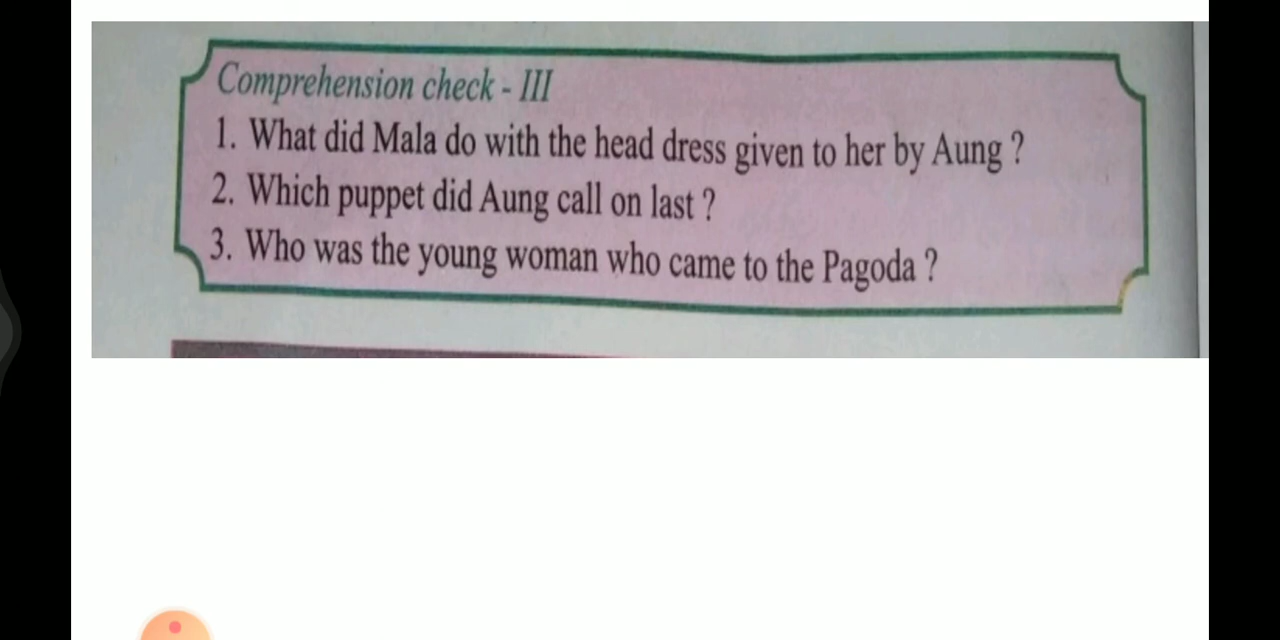 Comprehension check - III
1. What did Mala do with the head dress given to her by Aung ?
2. Which puppet did Aung call on last ?
3. Who was the young woman who came to the Pagoda ?